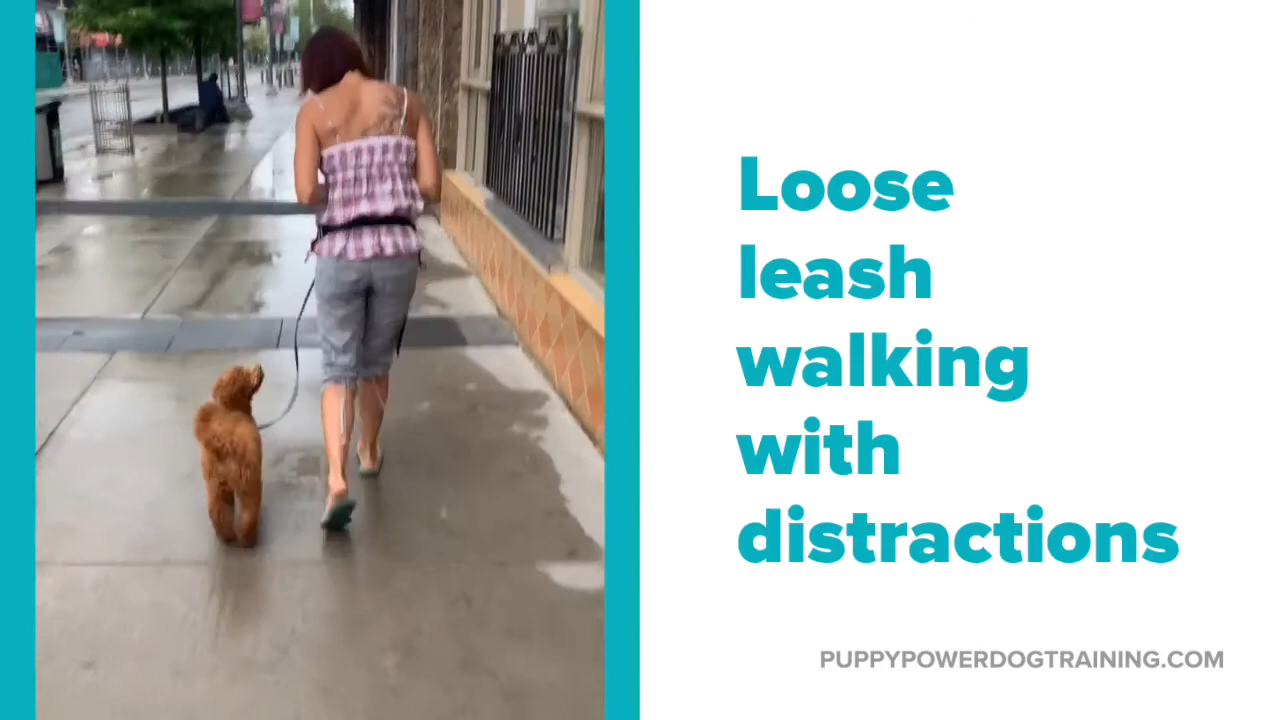 Loose
leash
walking
with
distractions
PUPPYPOWERDOGTRAINING.COM